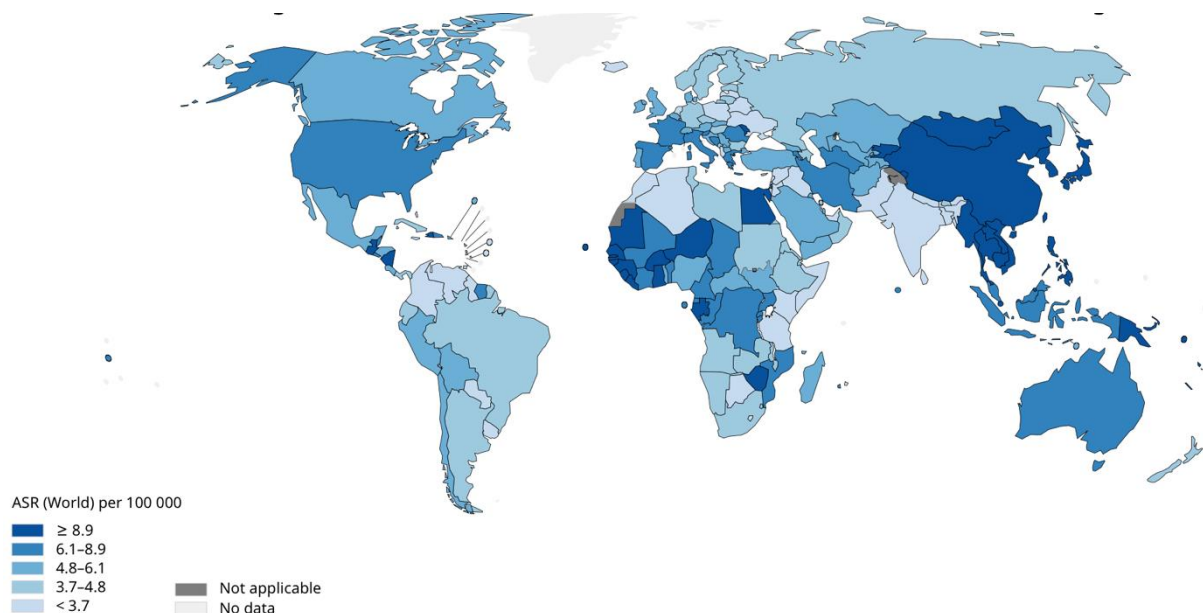 ASR (World) per 100 000
≥ 8.9
6.1–8.9
4.8–6.1
3.7–4.8
< 3.7
Not applicable
No data